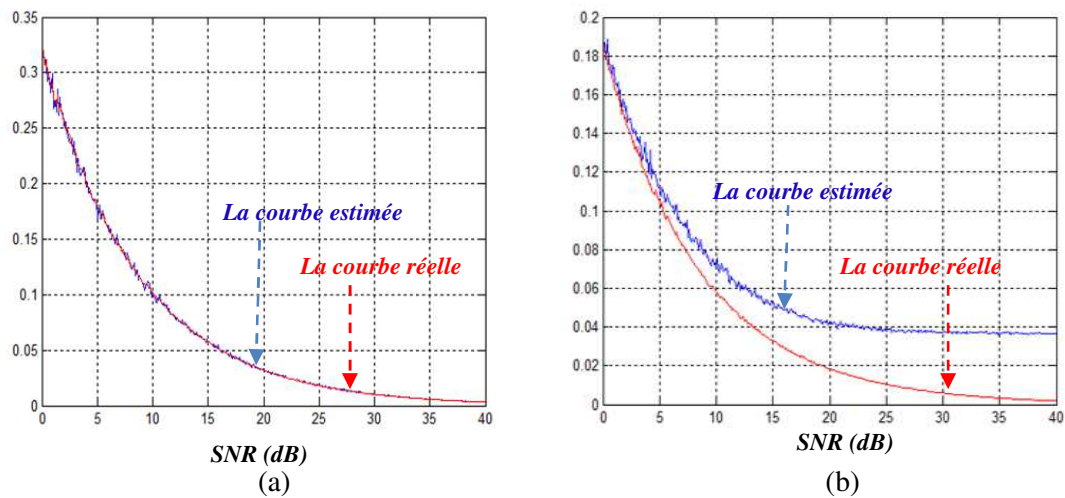 0.35
0.3
0.25
0.2
0.15
0.1
0.05
0
0 5 10 15 20 25 30 35 40
La courbe estimée
La courbe réelle
SNR (dB)
(a)
0.2
0.18
0.16
0.14
0.12
0.1
0.08
0.06
0.04
0.02
0
0 5 10 15 20 25 30 35 40
La courbe estimée
La courbe réelle
SNR (dB)
(b)